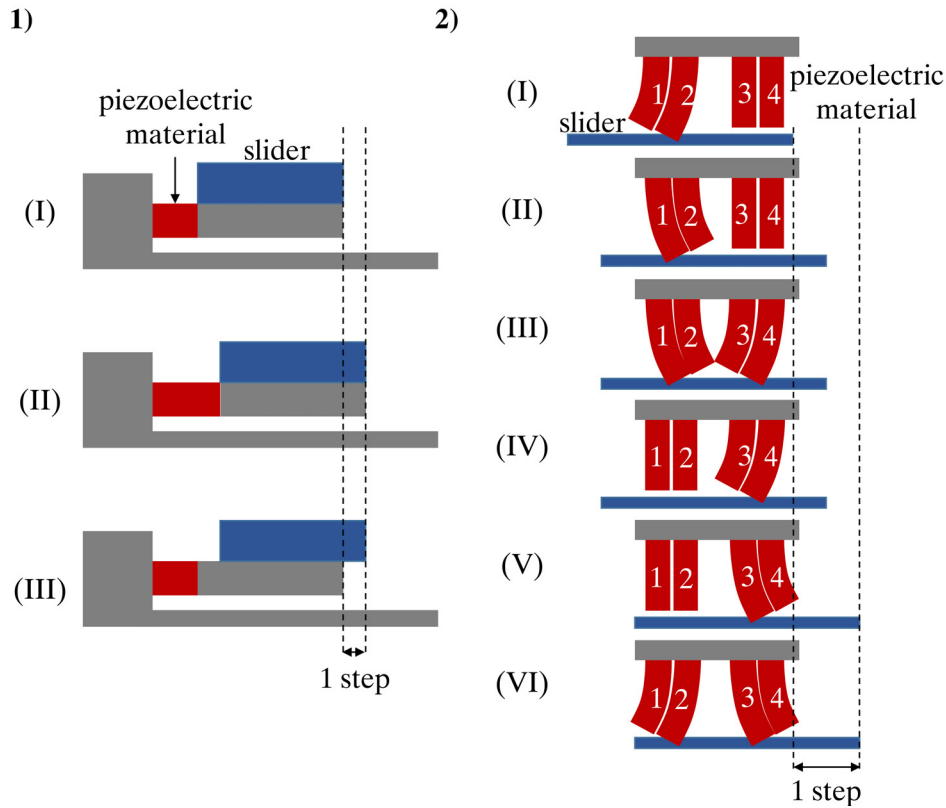 1)
piezoelectric
material
slider
(I)
(II)
(III)
1 step
2)
piezoelectric
material
slider
(I)
1 2 3 4
(II)
1 2 3 4
(III)
1 2 3 4
(IV)
1 2 3 4
(V)
1 2 3 4
(VI)
1 2 3 4
1 step